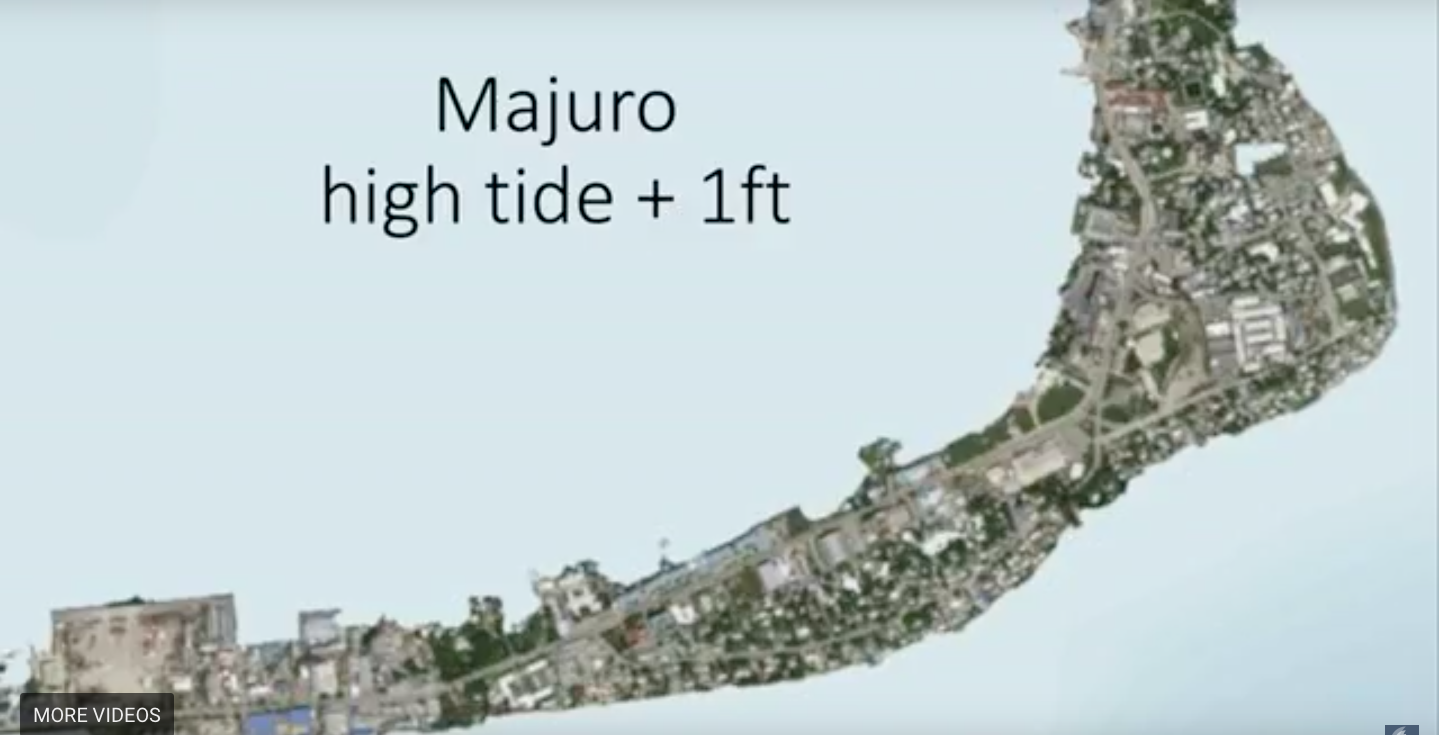 Majuro
high tide + 1ft
MORE VIDEOS